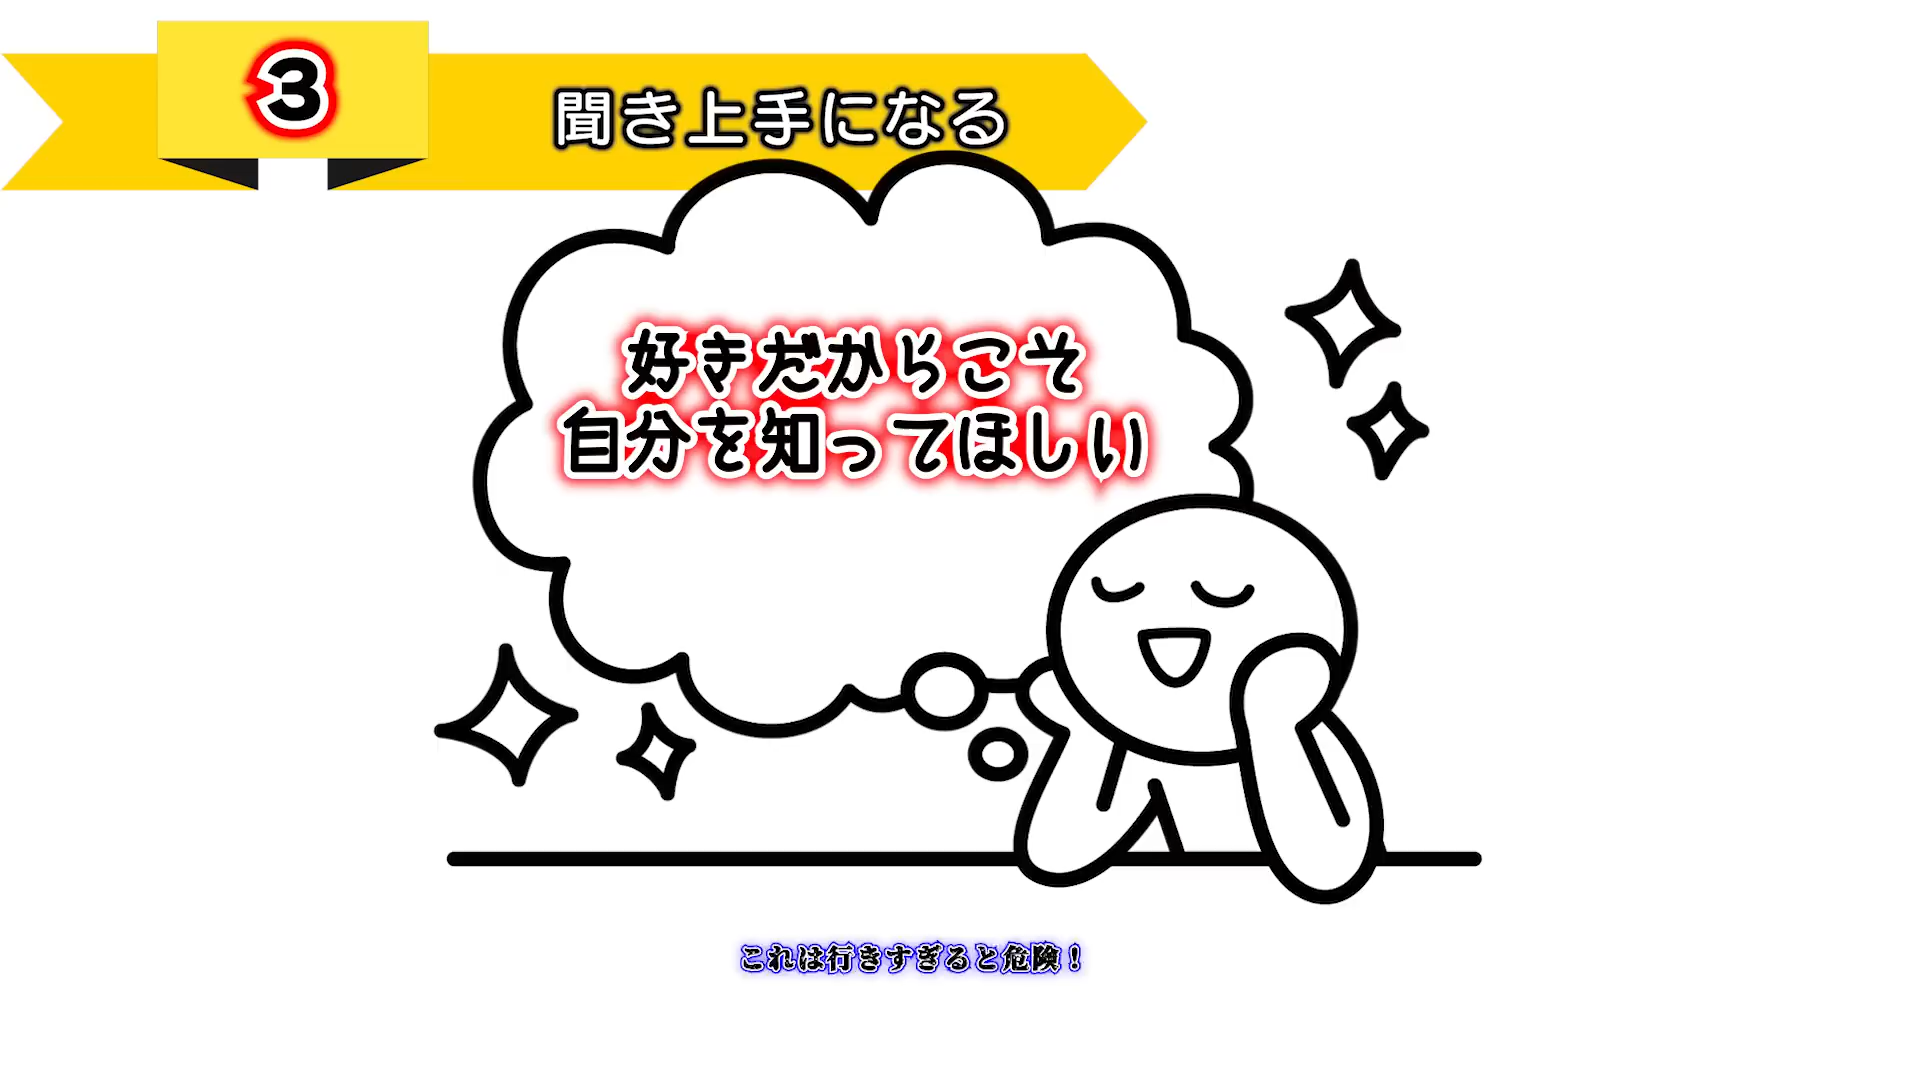 3
聞き上手になる
好きだからこそ
自分を知ってほしい
これは行きすぎると危険！